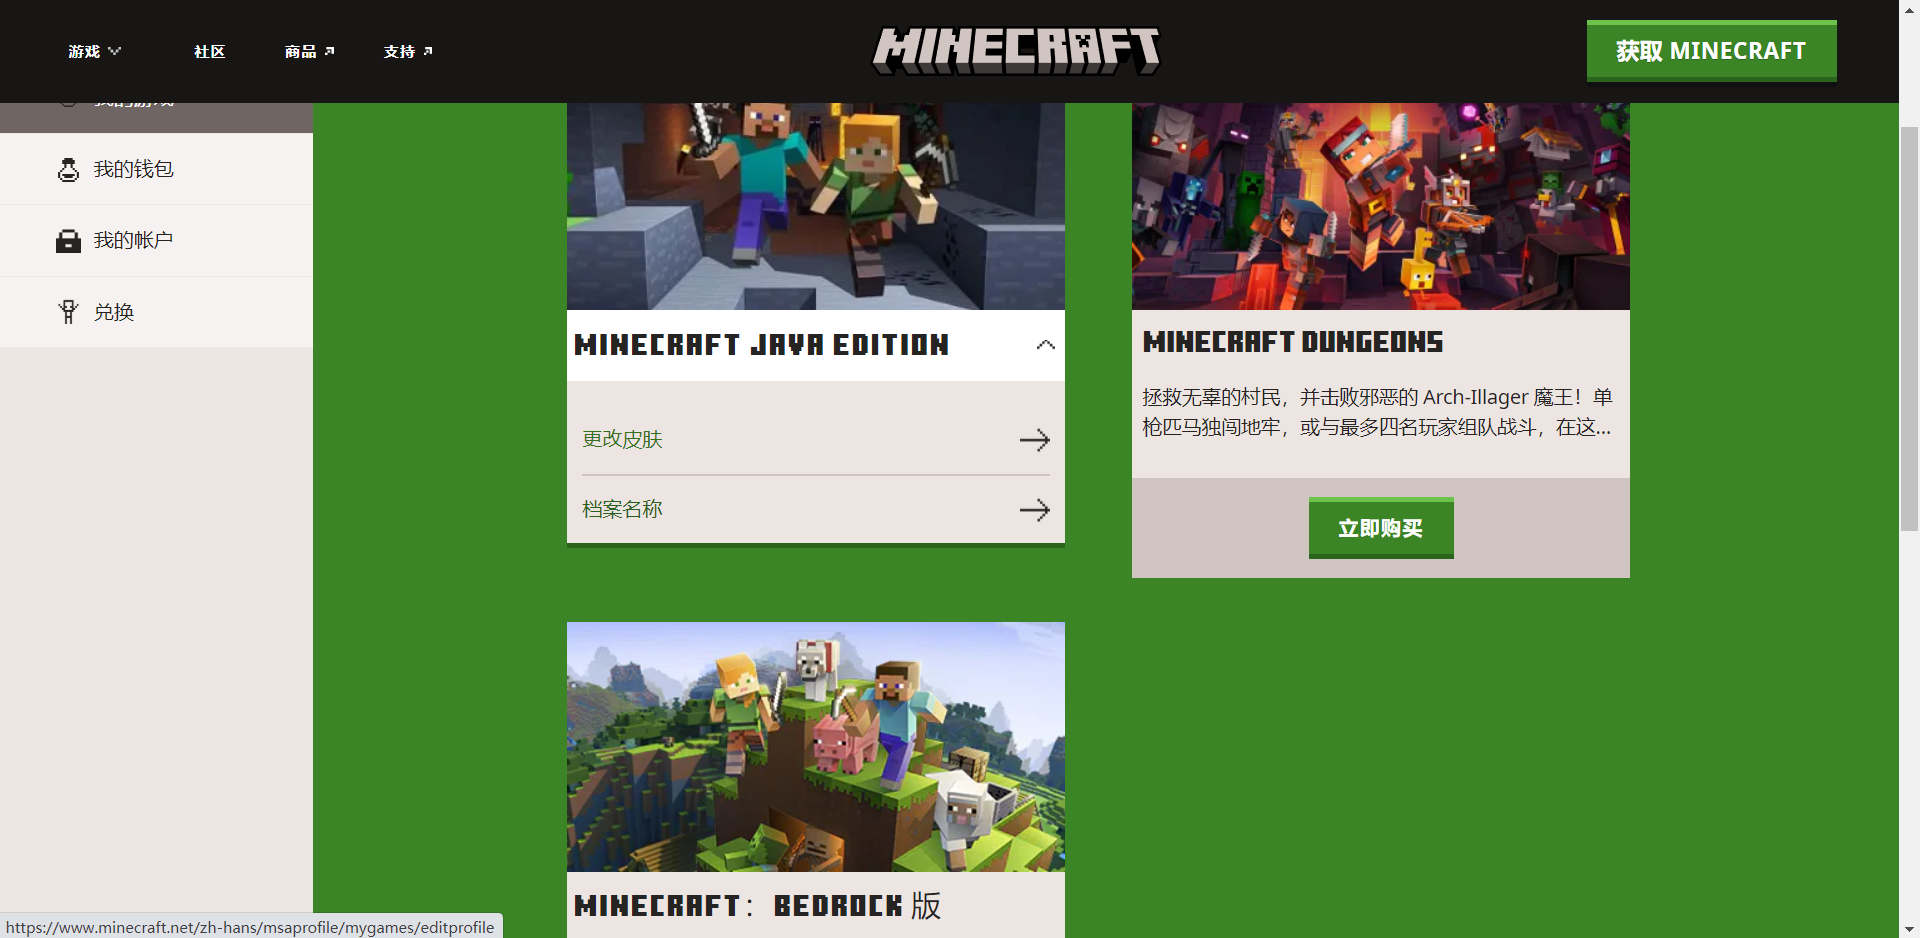 游戏
社区
商品
支持
MINECRAFT
获取 MINECRAFT
我的游戏
我的钱包
我的帐户
兑换
MINECRAFT JAVA EDITION
更改皮肤
档案名称
MINECRAFT DUNGEONS
拯救无辜的村民，并击败邪恶的 Arch-Illager 魔王！单
枪匹马独闯地牢，或与最多四名玩家组队战斗，在这...
立即购买
MINECRAFT：BEDROCK 版
https://www.minecraft.net/zh-hans/msaprofile/mygames/editprofile